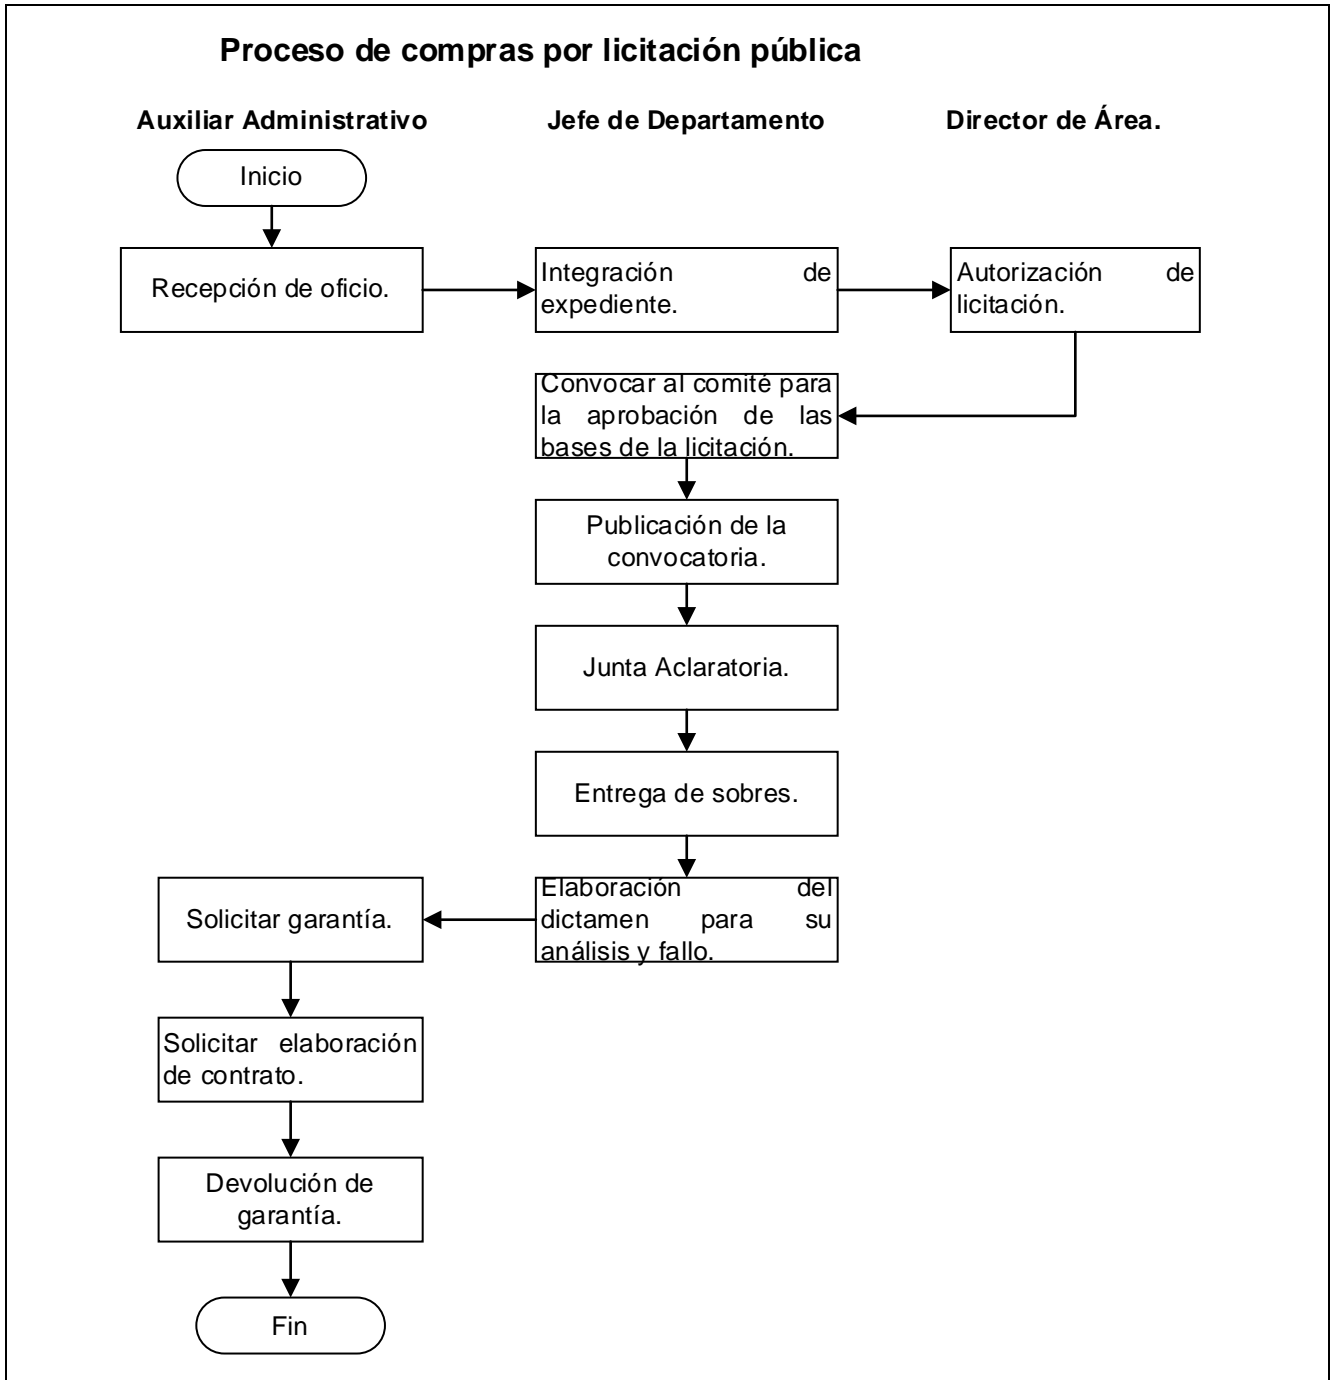 Proceso de compras por licitación pública
Auxiliar Administrativo
Jefe de Departamento
Director de Área.
Inicio
Recepción de oficio.
Integración de
expediente.
Autorización de
licitación.
Convocar al comité para
la aprobación de las
bases de la licitación.
Publicación de la
convocatoria.
Junta Aclaratoria.
Entrega de sobres.
Elaboración del
dictamen para su
análisis y fallo.
Solicitar garantía.
Solicitar elaboración
de contrato.
Devolución de
garantía.
Fin